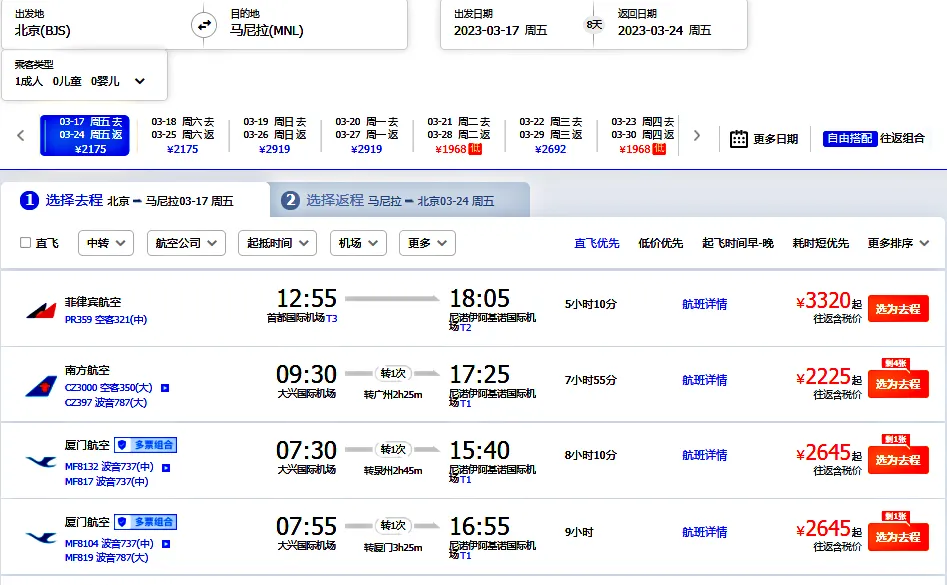 出发地
北京(BJS)
目的地
马尼拉(MNL)
出发日期
2023-03-17 周五
8天
返回日期
2023-03-24 周五
乘客类型
1成人 0儿童 0婴儿
03-17 周五去
03-24 周五返
¥2175
03-18 周六去
03-25 周六返
¥2175
03-19 周日去
03-26 周日返
¥2919
03-20 周一去
03-27 周一返
¥2919
03-21 周二去
03-28 周二返
¥1968 低
03-22 周三去
03-29 周三返
¥2692
03-23 周四去
03-30 周四返
¥1968 低
更多日期
自由搭配 往返组合
1 选择去程 北京 ━ 马尼拉03-17 周五
2 选择返程 马尼拉 ━ 北京03-24 周五
直飞 中转 航空公司 起抵时间 机场 更多
直飞优先 低价优先 起飞时间早-晚 耗时短优先 更多排序
菲律宾航空
PR359 空客321(中)
12:55
首都国际机场T3
18:05
尼诺伊阿基诺国际机
场T2
5小时10分
航班详情
¥3320起
往返含税价
选为去程
南方航空
CZ3000 空客350(大)
CZ397 波音787(大)
09:30
大兴国际机场
转1次
转广州2h25m
17:25
尼诺伊阿基诺国际机
场T1
7小时55分
航班详情
¥2225起
往返含税价
剩4张
选为去程
厦门航空 多票组合
MF8132 波音737(中)
MF817 波音737(中)
07:30
大兴国际机场
转1次
转泉州2h45m
15:40
尼诺伊阿基诺国际机
场T1
8小时10分
航班详情
¥2645起
往返含税价
剩1张
选为去程
厦门航空 多票组合
MF8104 波音737(中)
MF819 波音787(大)
07:55
大兴国际机场
转1次
转厦门3h25m
16:55
尼诺伊阿基诺国际机
场T1
9小时
航班详情
¥2645起
往返含税价
剩1张
选为去程